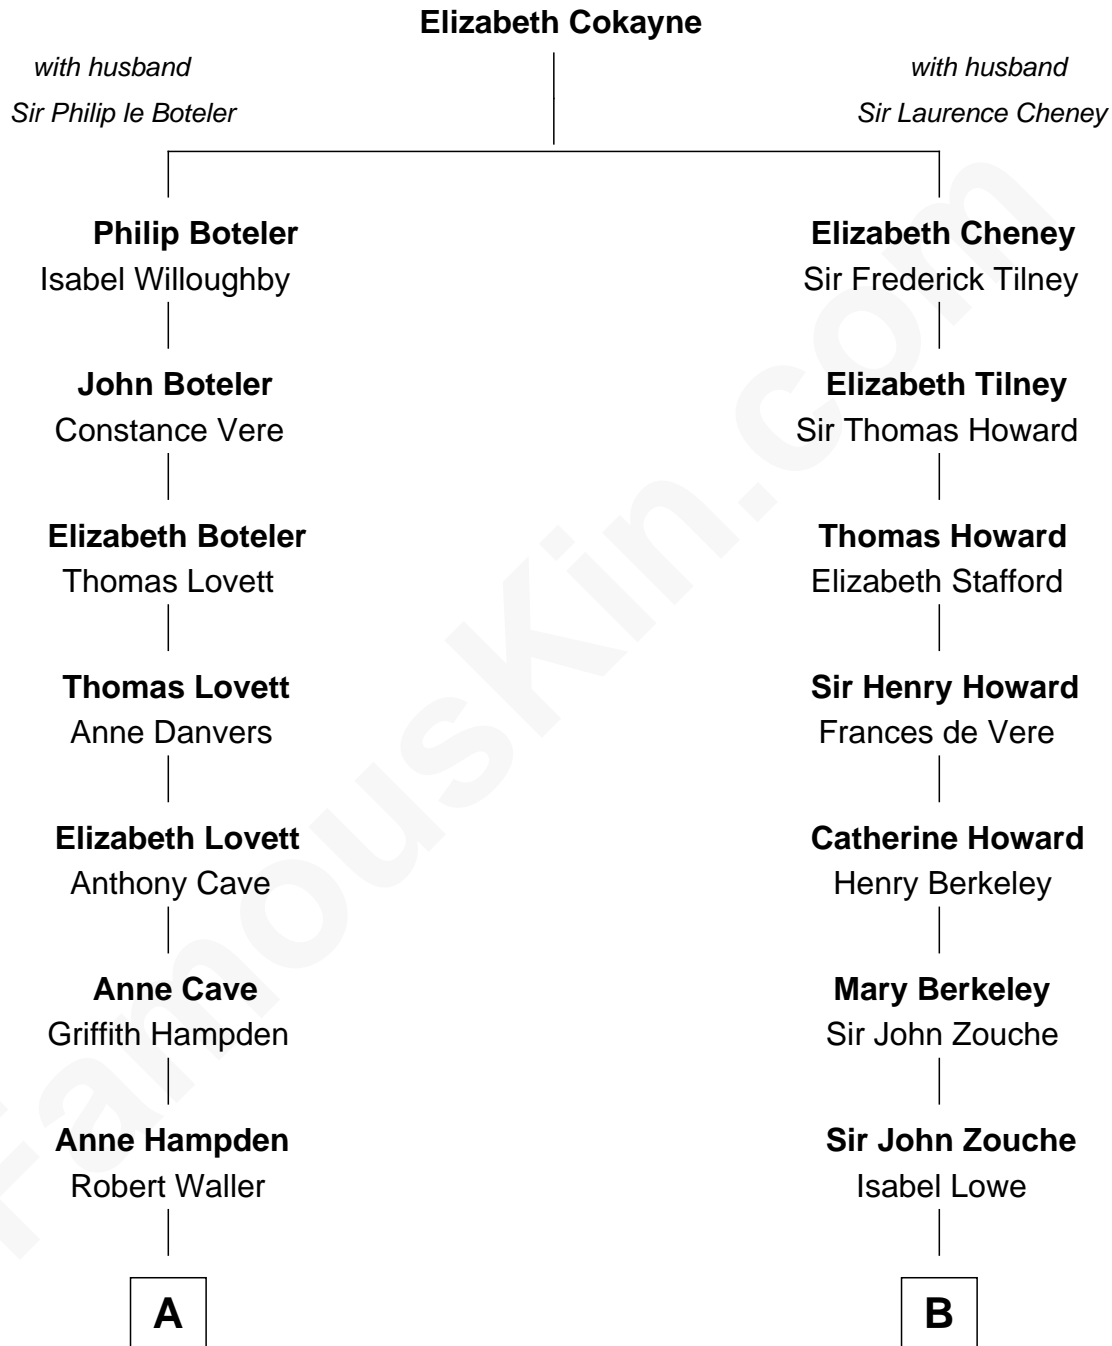 Elizabeth Cokayne
with husband
Sir Philip le Boteler
with husband
Sir Laurence Cheney
Philip Boteler
Isabel Willoughby
John Boteler
Constance Vere
Elizabeth Boteler
Thomas Lovett
Thomas Lovett
Anne Danvers
Elizabeth Lovett
Anthony Cave
Anne Cave
Griffith Hampden
Anne Hampden
Robert Waller
A
Elizabeth Cheney
Sir Frederick Tilney
Elizabeth Tilney
Sir Thomas Howard
Thomas Howard
Elizabeth Stafford
Sir Henry Howard
Frances de Vere
Catherine Howard
Henry Berkeley
Mary Berkeley
Sir John Zouche
Sir John Zouche
Isabel Lowe
B
FamousKin.com